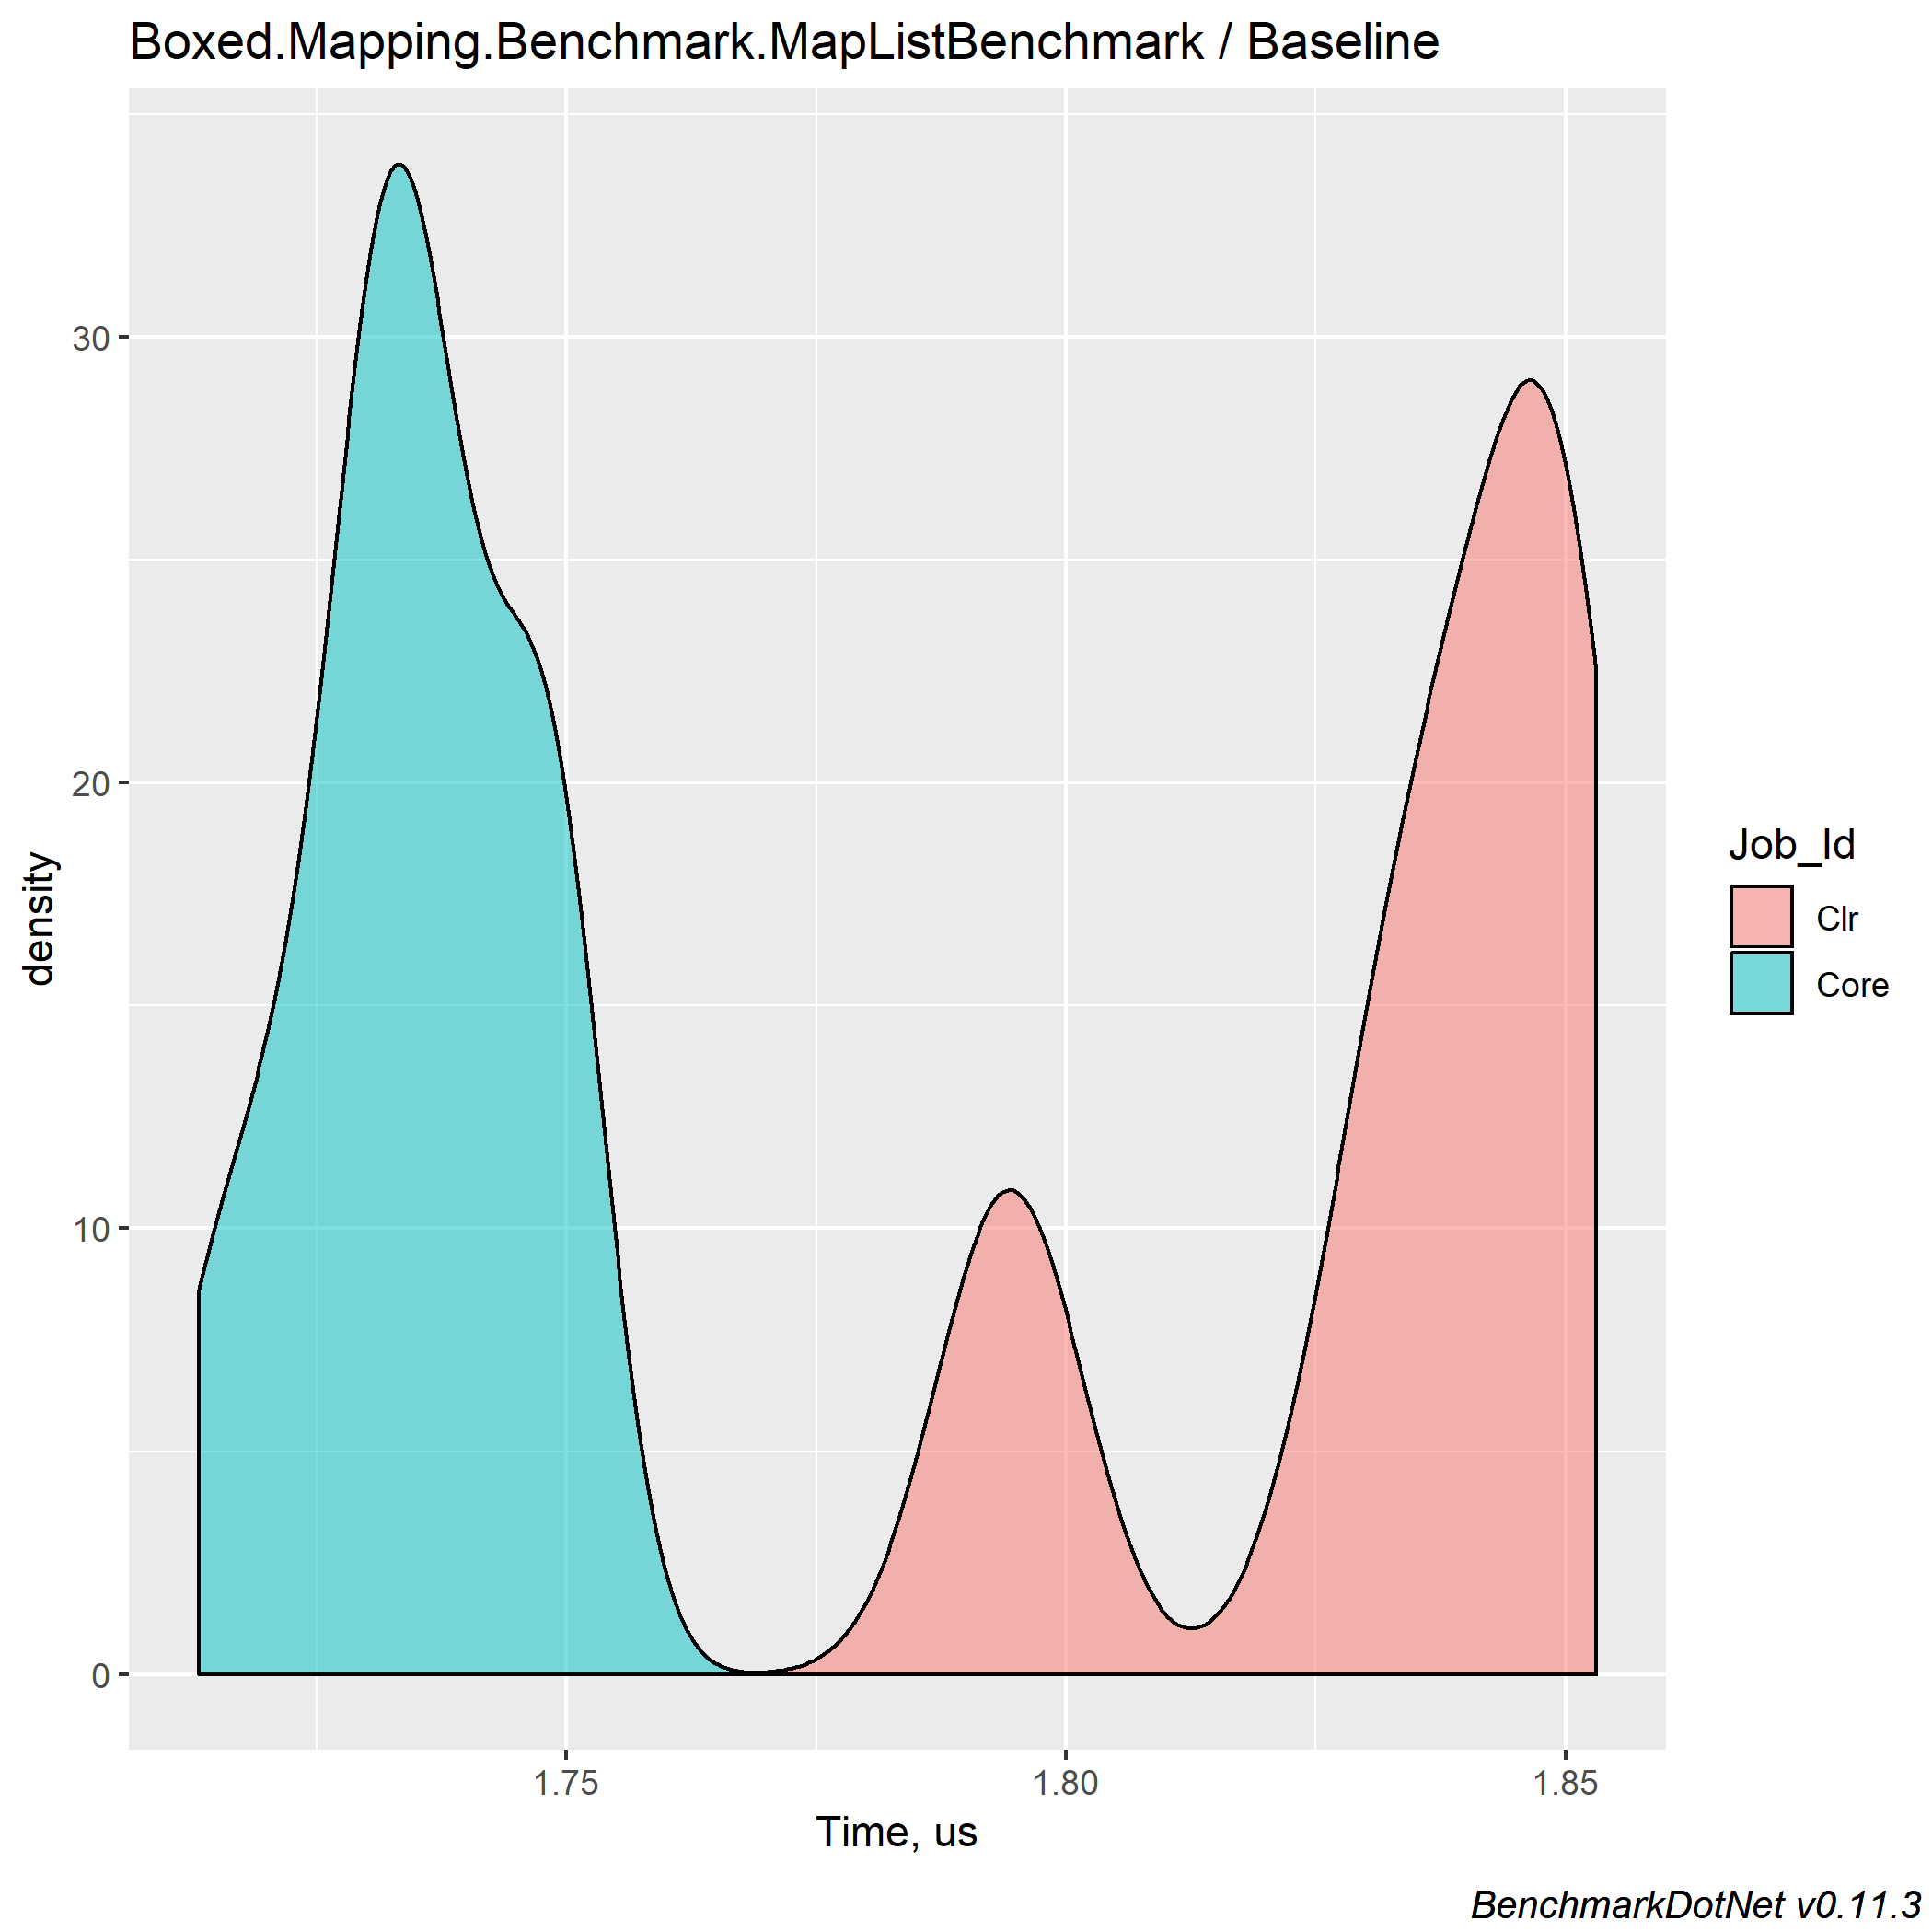 Boxed.Mapping.Benchmark.MapListBenchmark / Baseline
density
30
20
10
0
1.75
1.80
1.85
Time, us
Job_Id
Clr
Core
BenchmarkDotNet v0.11.3